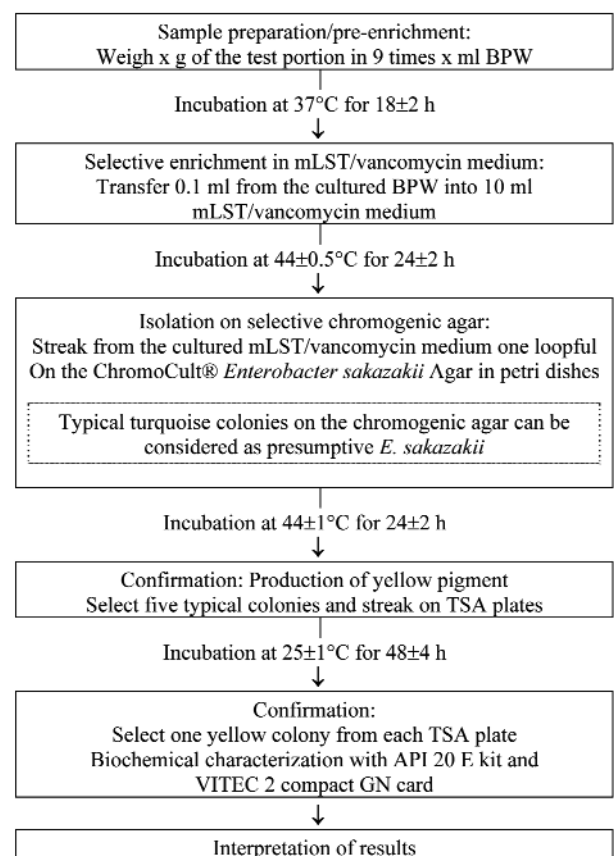 Sample preparation/pre-enrichment:
Weigh x g of the test portion in 9 times x ml BPW
Incubation at 37°C for 18±2 h
Selective enrichment in mLST/vancomycin medium:
Transfer 0.1 ml from the cultured BPW into 10 ml
mLST/vancomycin medium
Incubation at 44±0.5°C for 24±2 h
Isolation on selective chromogenic agar:
Streak from the cultured mLST/vancomycin medium one loopful
On the ChromoCult® Enterobacter sakazakii Agar in petri dishes
Typical turquoise colonies on the chromogenic agar can be
considered as presumptive E. sakazakii
Incubation at 44±1°C for 24±2 h
Confirmation: Production of yellow pigment
Select five typical colonies and streak on TSA plates
Incubation at 25±1°C for 48±4 h
Confirmation:
Select one yellow colony from each TSA plate
Biochemical characterization with API 20 E kit and
VITEC 2 compact GN card
Interpretation of results